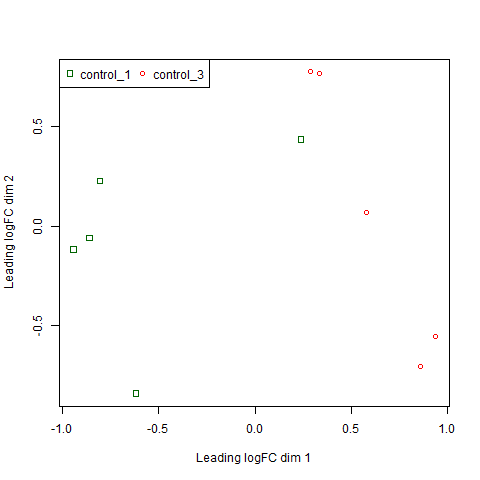 control_1 control_3
0.5
0.0
-0.5
Leading logFC dim 2
-1.0 -0.5 0.0 0.5 1.0
Leading logFC dim 1